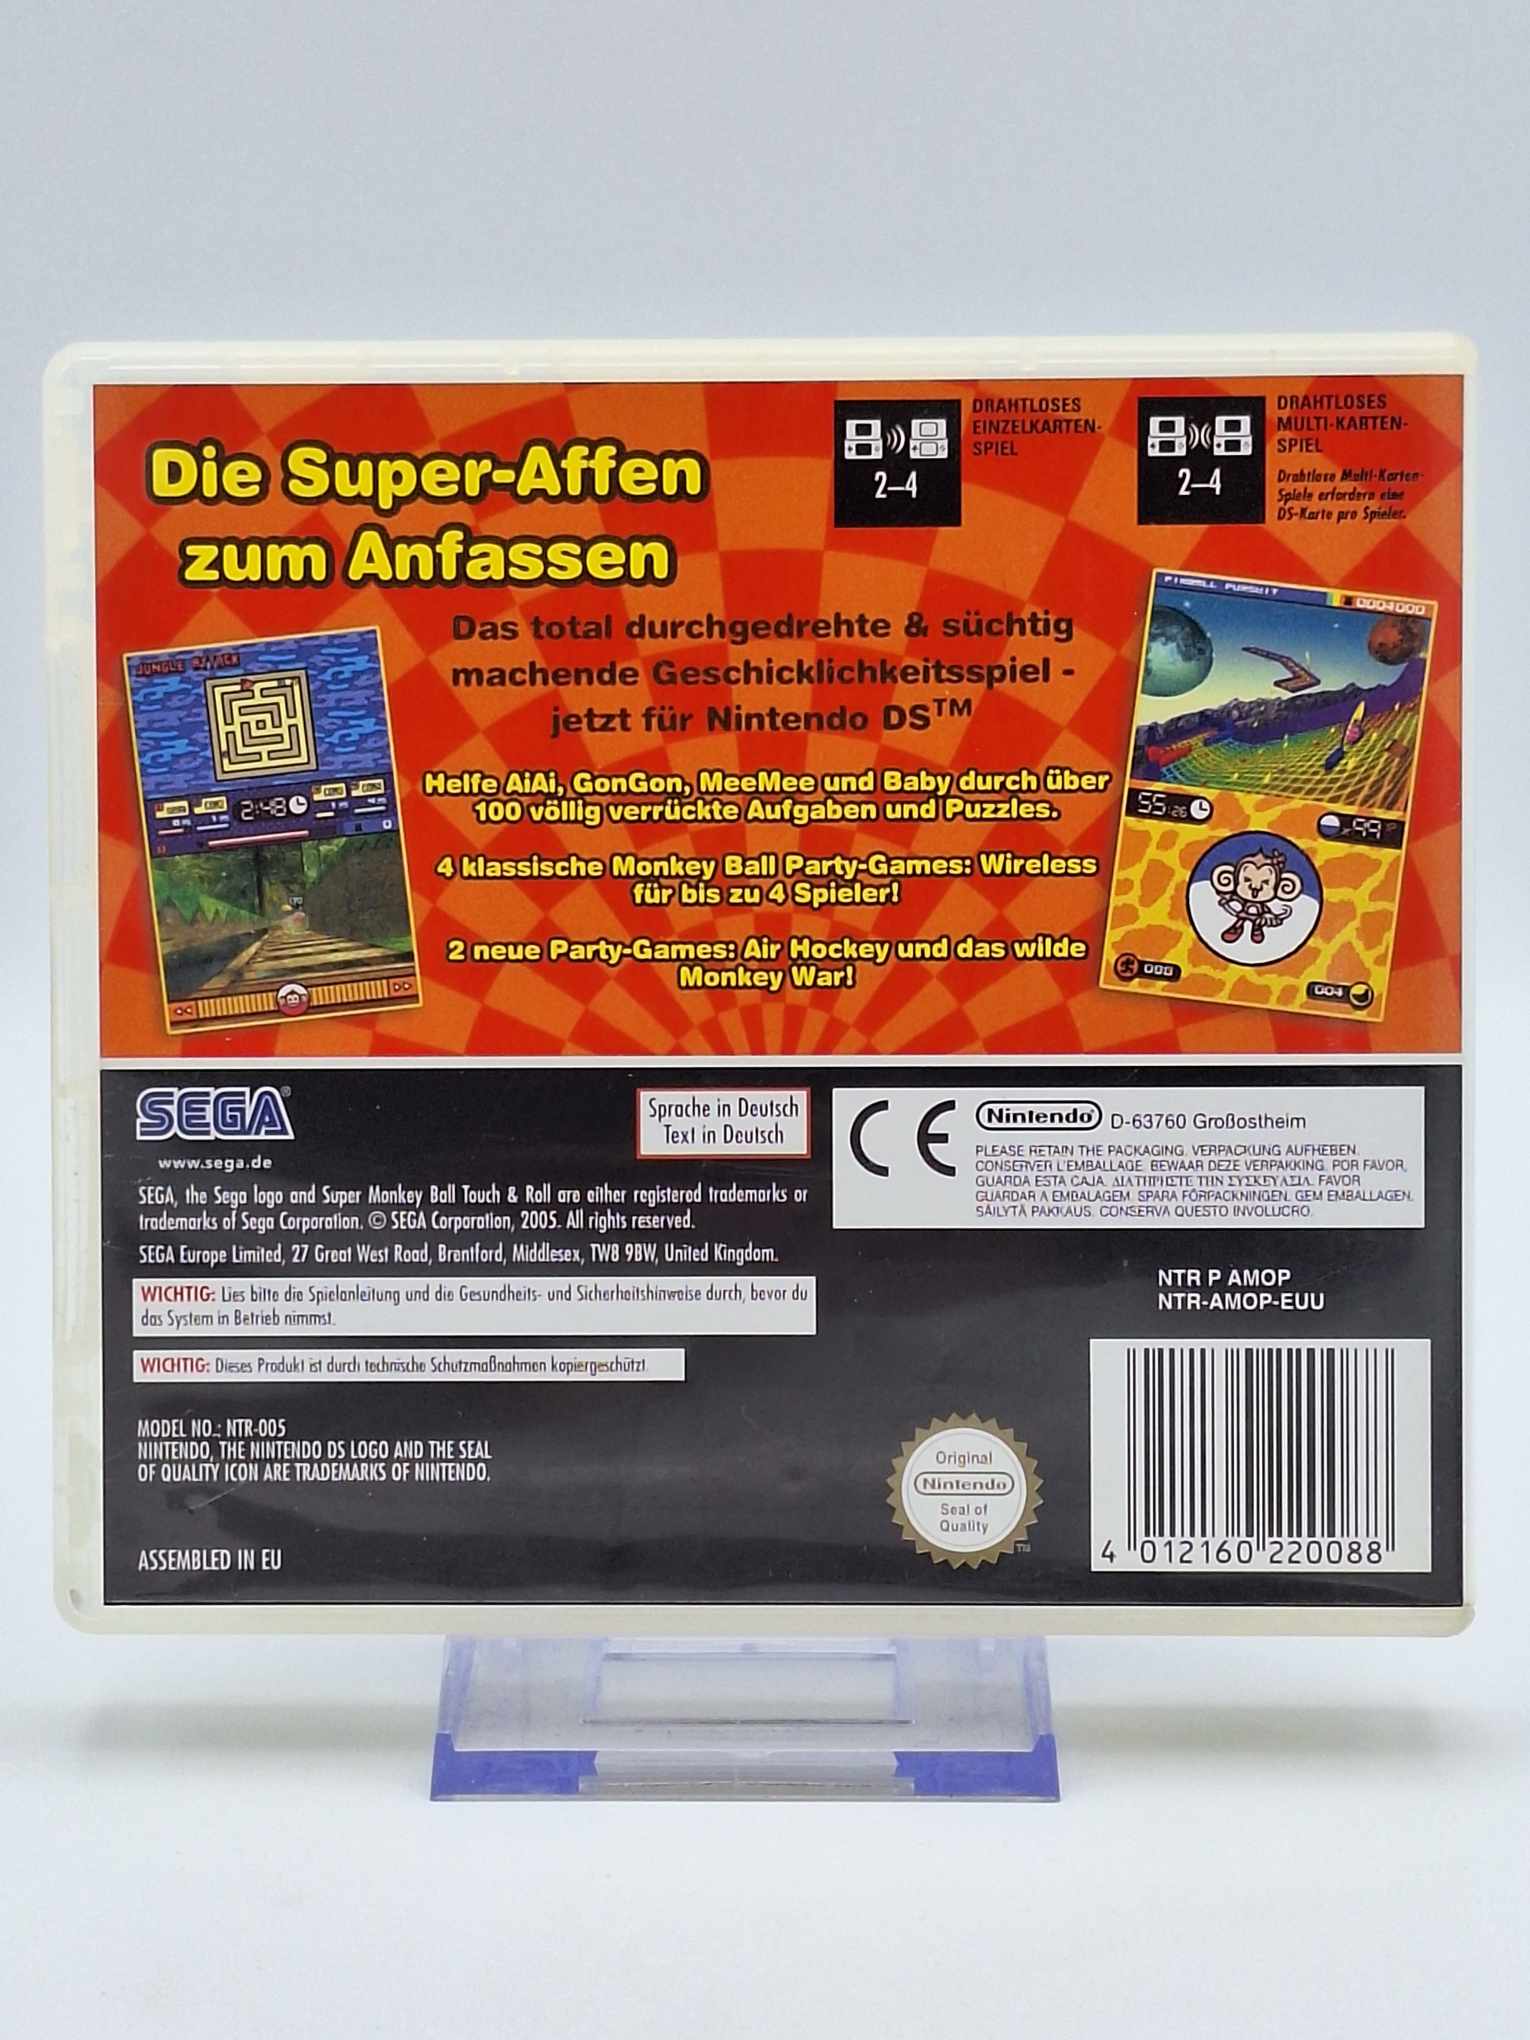 Die Super-Affen
zum Anfassen
DRAHTLOSES
EINZELKARTEN-
SPIEL
2–4
DRAHTLOSES
MULTI-KARTEN-
SPIEL
2–4
Drahtlose Multi-Karten-
Spiele erfordern eine
DS-Karte pro Spieler.
Das total durchgedrehte & süchtig
machende Geschicklichkeitsspiel -
jetzt für Nintendo DS™
JUNGLE ATTACK
2:48
PINBALL PURSUIT
0004000
55:26
99
000
004
Helfe AiAi, GonGon, MeeMee und Baby durch über
100 völlig verrückte Aufgaben und Puzzles.
4 klassische Monkey Ball Party-Games: Wireless
für bis zu 4 Spieler!
2 neue Party-Games: Air Hockey und das wilde
Monkey War!
SEGA®
www.sega.de
Sprache in Deutsch
Text in Deutsch
CE
Nintendo® D-63760 Großostheim
PLEASE RETAIN THE PACKAGING. VERPACKUNG AUFHEBEN.
CONSERVER L'EMBALLAGE. BEWAAR DEZE VERPAKKING. POR FAVOR,
GUARDA ESTA CAJA. ΔΙΑΤΗΡΗΣΤΕ ΤΗΝ ΣΥΣΚΕΥΑΣΙΑ. FAVOR
GUARDAR A EMBALAGEM. SPARA FÖRPACKNINGEN. GEM EMBALLAGEN.
SÄILYTÄ PAKKAUS. CONSERVA QUESTO INVOLUCRO.
SEGA, the Sega logo and Super Monkey Ball Touch & Roll are either registered trademarks or
trademarks of Sega Corporation. © SEGA Corporation, 2005. All rights reserved.
SEGA Europe Limited, 27 Great West Road, Brentford, Middlesex, TW8 9BW, United Kingdom.
WICHTIG: Lies bitte die Spielanleitung und die Gesundheits- und Sicherheitshinweise durch, bevor du
das System in Betrieb nimmst.
WICHTIG: Dieses Produkt ist durch technische Schutzmaßnahmen kopiergeschützt.
NTR P AMOP
NTR-AMOP-EUU
MODEL NO.: NTR-005
NINTENDO, THE NINTENDO DS LOGO AND THE SEAL
OF QUALITY ICON ARE TRADEMARKS OF NINTENDO.
ASSEMBLED IN EU
Original
Nintendo
Seal of
Quality
TM
4 012160 220088